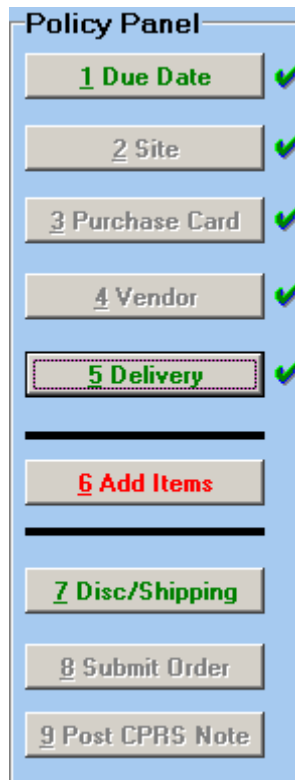 Policy Panel
1 Due Date
2 Site
3 Purchase Card
4 Vendor
5 Delivery
6 Add Items
7 Disc/Shipping
8 Submit Order
9 Post CPRS Note